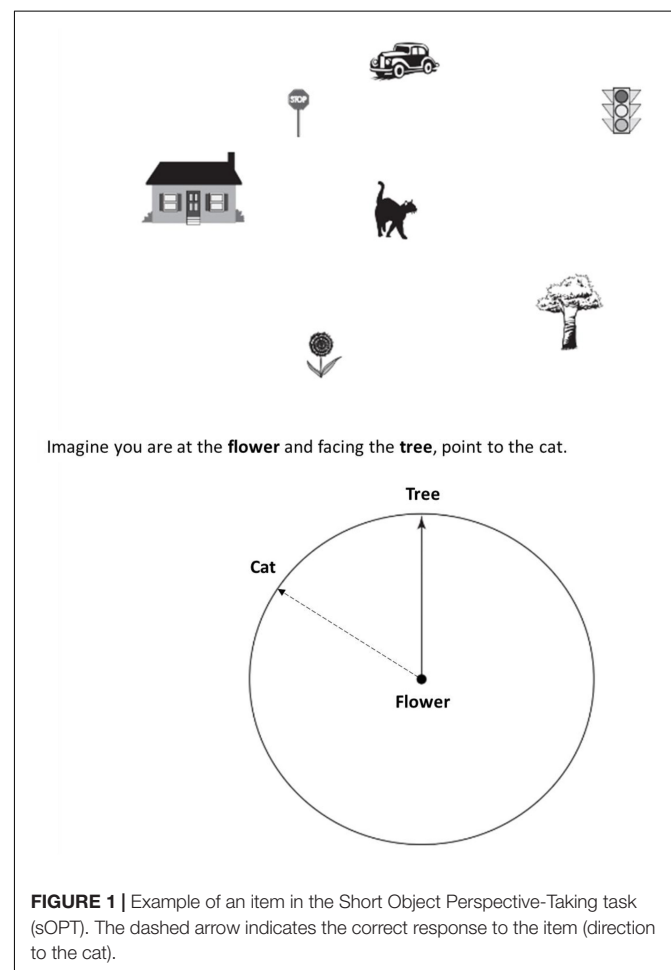 STOP
Imagine you are at the flower and facing the tree, point to the cat.
Tree
Cat
Flower
FIGURE 1 | Example of an item in the Short Object Perspective-Taking task
(sOPT). The dashed arrow indicates the correct response to the item (direction
to the cat).